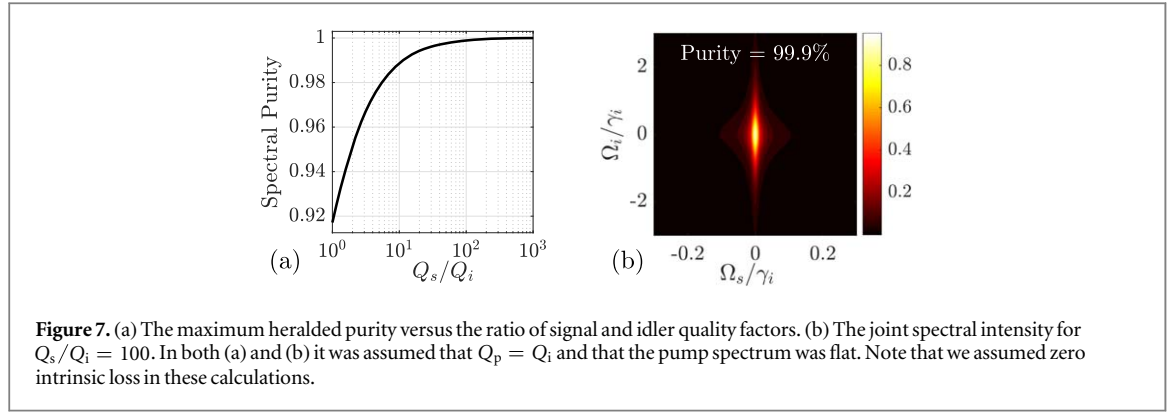 1
0.98
0.96
0.94
0.92
Spectral Purity
10^0
10^1
10^2
10^3
(a)
Q_s/Q_i
Purity = 99.9%
2
0
-2
Ω_i/γ_i
-0.2
0
0.2
(b)
Ω_s/γ_i
0.8
0.6
0.4
0.2
Figure 7. (a) The maximum heralded purity versus the ratio of signal and idler quality factors. (b) The joint spectral intensity for
Q_s/Q_i = 100. In both (a) and (b) it was assumed that Q_p = Q_i and that the pump spectrum was flat. Note that we assumed zero
intrinsic loss in these calculations.